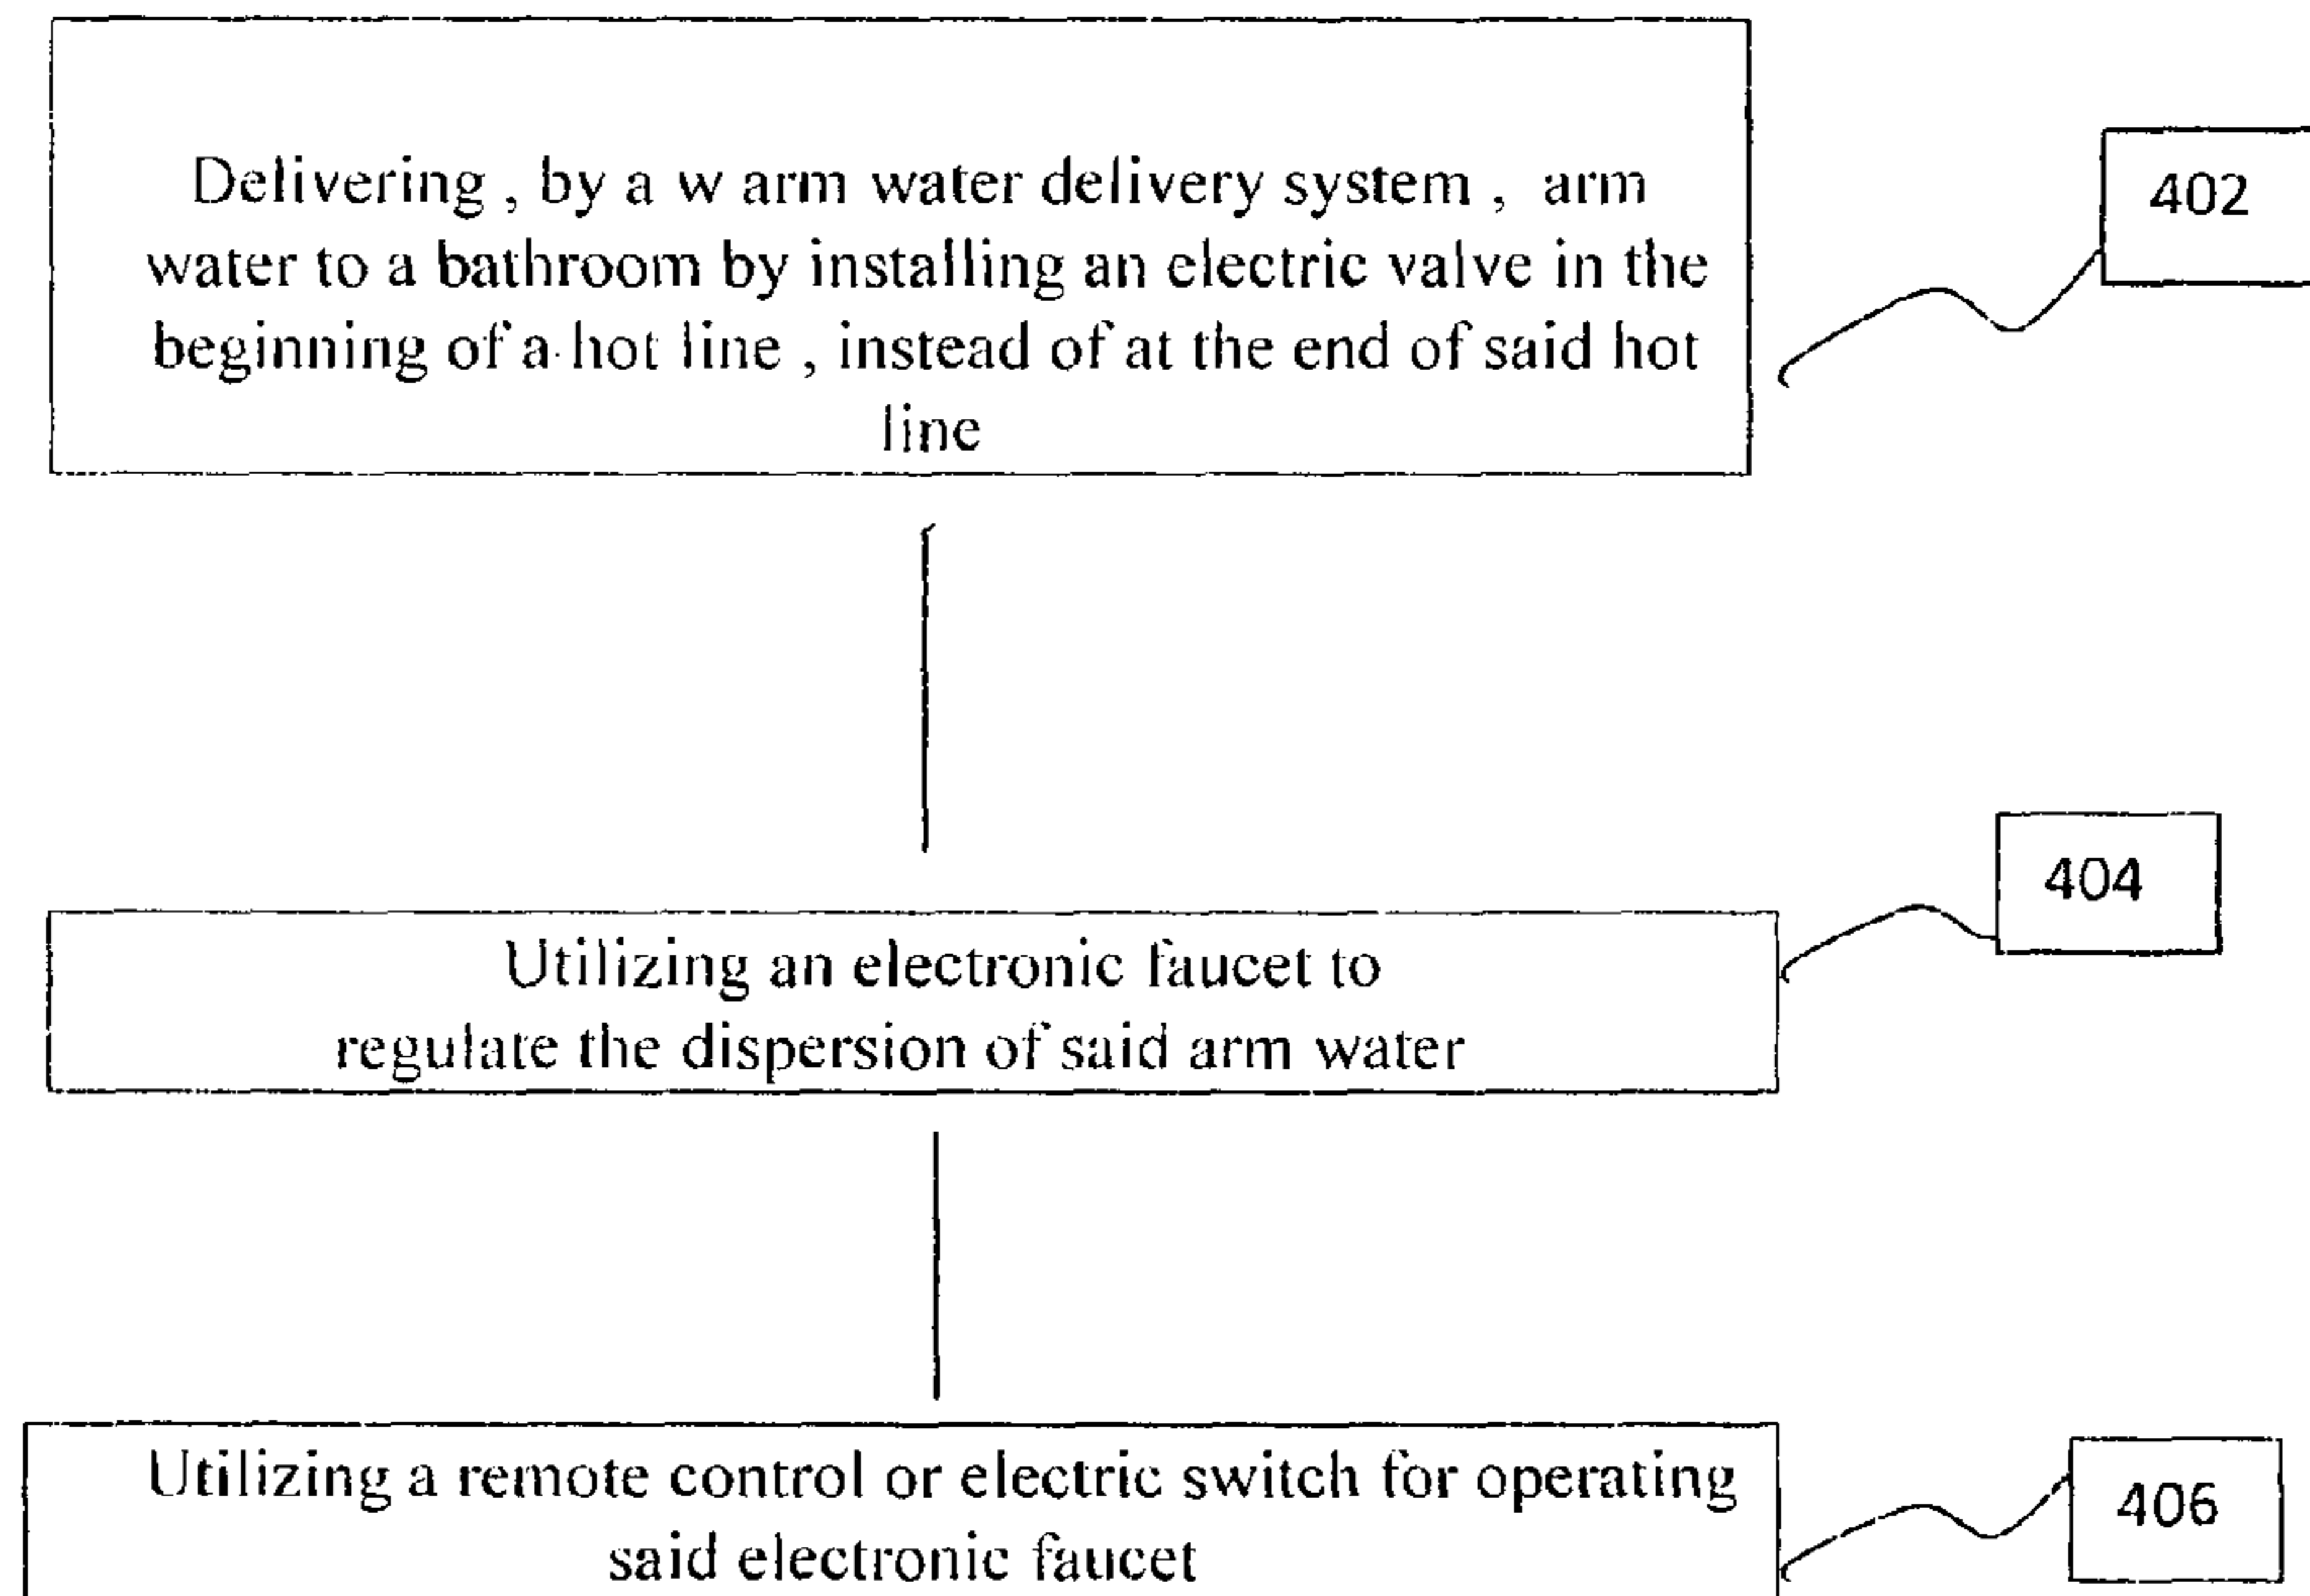 Delivering , by a w arm water delivery system , arm
water to a bathroom by installing an electric valve in the
beginning of a hot line , instead of at the end of said hot
line
402
Utilizing an electronic faucet to
regulate the dispersion of said arm water
404
Utilizing a remote control or electric switch for operating
said electronic faucet
406